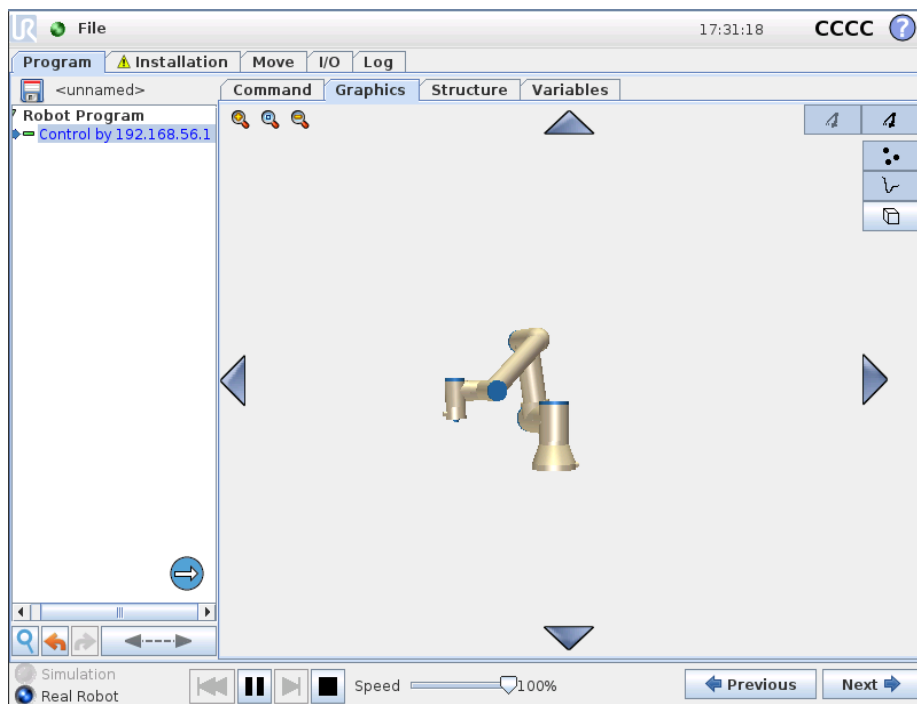 UR File 17:31:18 CCCC ?
Program Installation Move I/O Log
<unnamed> Command Graphics Structure Variables
Robot Program
Control by 192.168.56.1
Simulation
Real Robot
Speed 100% Previous Next